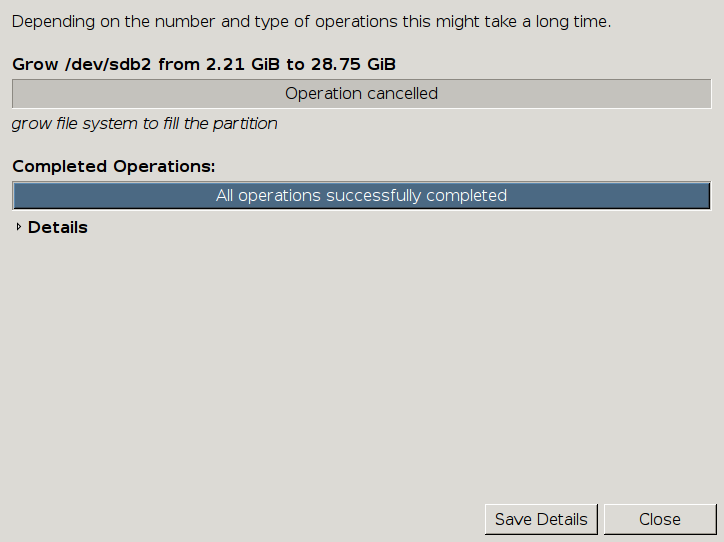 Depending on the number and type of operations this might take a long time.
Grow /dev/sdb2 from 2.21 GiB to 28.75 GiB
Operation cancelled
grow file system to fill the partition
Completed Operations:
All operations successfully completed
Details
Save Details Close